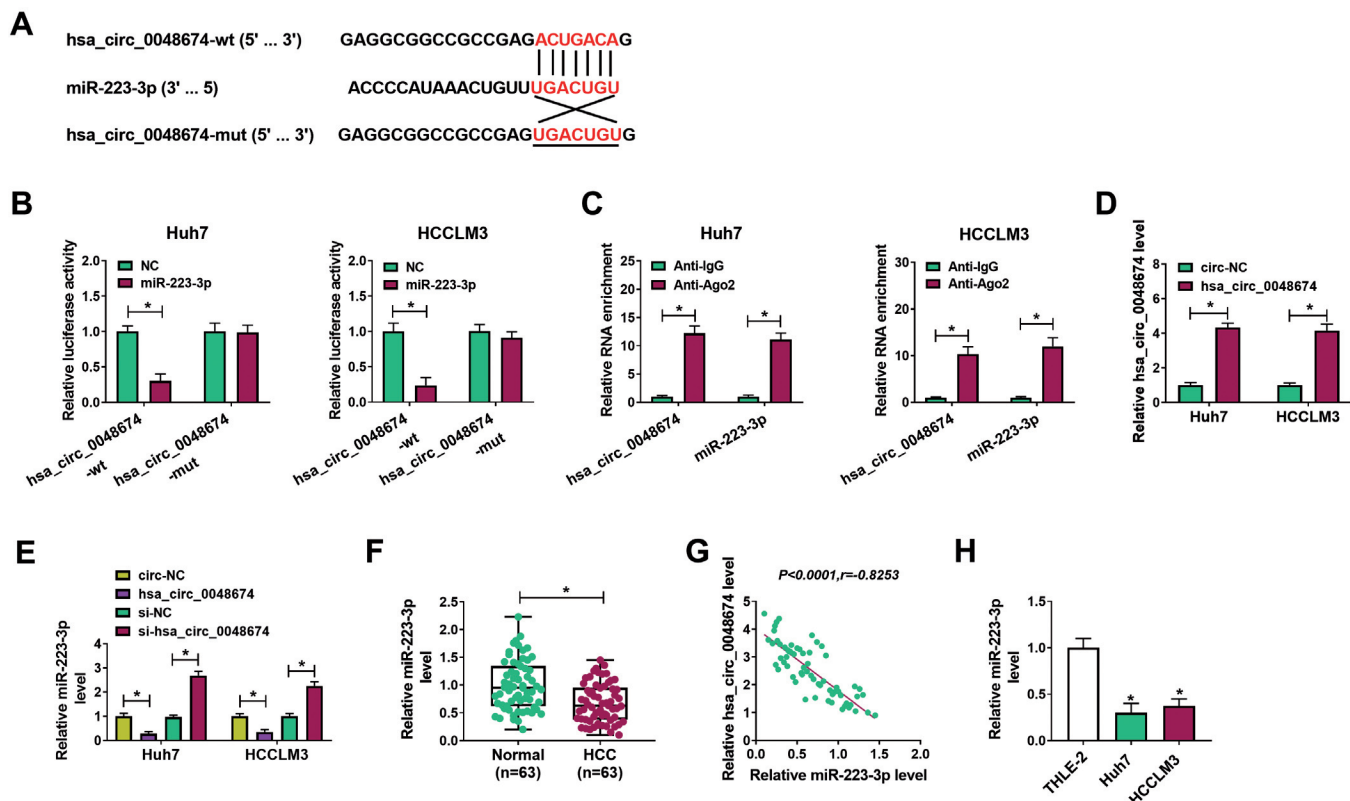 A
hsa_circ_0048674-wt (5' ... 3') GAGGCGGCCGCCGAGACUGACAG
miR-223-3p (3' ... 5) ACCCCAUAAACUGUUUGACUGU
hsa_circ_0048674-mut (5' ... 3') GAGGCGGCCGCCGAGUGACUGUG
B
Huh7
Relative luciferase activity
NC
miR-223-3p
2.0
1.5
1.0
0.5
0.0
*
hsa_circ_0048674
-wt
hsa_circ_0048674
-mut
HCCLM3
Relative luciferase activity
NC
miR-223-3p
2.0
1.5
1.0
0.5
0.0
*
hsa_circ_0048674
-wt
hsa_circ_0048674
-mut
C
Huh7
Relative RNA enrichment
Anti-IgG
Anti-Ago2
25
20
15
10
5
0
*
*
hsa_circ_0048674
miR-223-3p
HCCLM3
Relative RNA enrichment
Anti-IgG
Anti-Ago2
30
20
10
0
*
*
hsa_circ_0048674
miR-223-3p
D
Relative hsa_circ_0048674 level
circ-NC
hsa_circ_0048674
8
6
4
2
0
*
*
Huh7
HCCLM3
E
circ-NC
hsa_circ_0048674
si-NC
si-hsa_circ_0048674
Relative miR-223-3p
level
4
3
2
1
0
*
*
*
*
Huh7
HCCLM3
F
Relative miR-223-3p
level
2.5
2.0
1.5
1.0
0.5
0.0
*
Normal
(n=63)
HCC
(n=63)
G
P<0.0001,r=-0.8253
Relative hsa_circ_0048674 level
5
4
3
2
1
0
0.0 0.5 1.0 1.5 2.0
Relative miR-223-3p level
H
Relative miR-223-3p
level
1.5
1.0
0.5
0.0
*
*
THLE-2
Huh7
HCCLM3